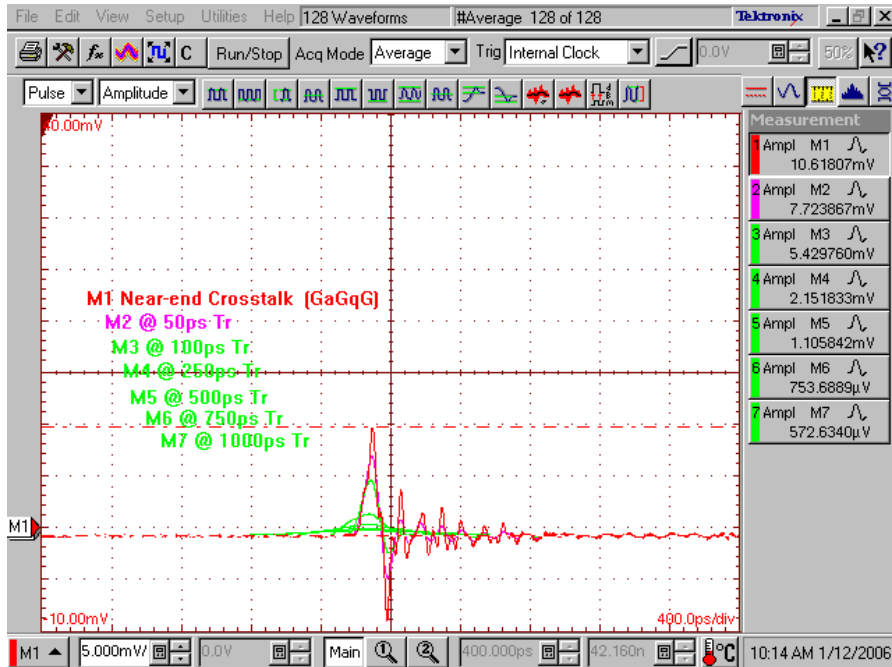 File Edit View Setup Utilities Help 128 Waveforms #Average 128 of 128 Tektronix
fx C Run/Stop Acq Mode Average Trig Internal Clock 0.0V 50% ?
Pulse Amplitude
40.00mV
Measurement
1 Ampl M1
10.61807mV
2 Ampl M2
7.723867mV
3 Ampl M3
5.429760mV
4 Ampl M4
2.151833mV
5 Ampl M5
1.105842mV
6 Ampl M6
753.6889µV
7 Ampl M7
572.6340µV
M1 Near-end Crosstalk (GaGqG)
M2 @ 50ps Tr
M3 @ 100ps Tr
M4 @ 250ps Tr
M5 @ 500ps Tr
M6 @ 750ps Tr
M7 @ 1000ps Tr
M1
-10.00mV 400.0ps/div
M1 5.000mV/ 0.0V Main 1 2 400.000ps 42.160n °C 10:14 AM 1/12/2006